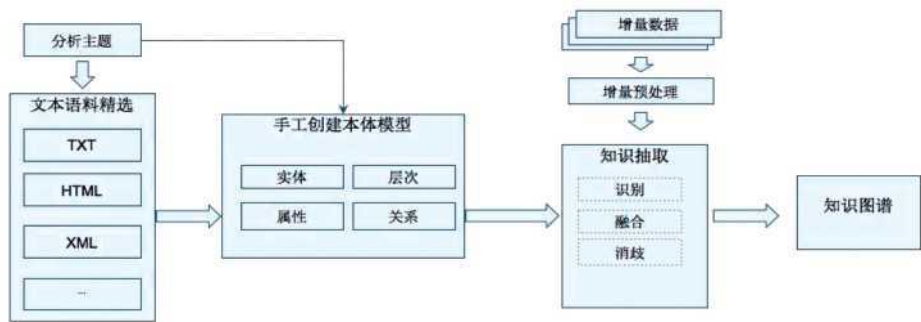 分析主题
文本语料精选
TXT
HTML
XML
...
手工创建本体模型
实体
层次
属性
关系
增量数据
增量预处理
知识抽取
识别
融合
消歧
知识图谱